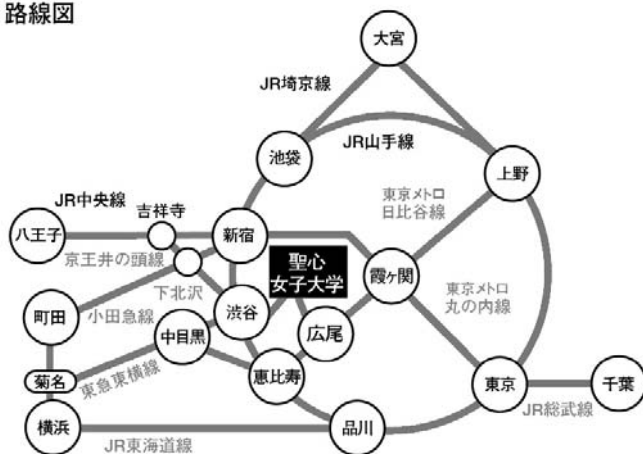 路線図
大宮
JR埼京線
池袋
JR山手線
上野
東京メトロ
日比谷線
JR中央線
吉祥寺
八王子
新宿
京王井の頭線
聖心
女子大学
霞ヶ関
下北沢
東京メトロ
丸の内線
町田
小田急線
渋谷
中目黒
広尾
菊名
東急東横線
恵比寿
東京
千葉
JR総武線
横浜
JR東海道線
品川